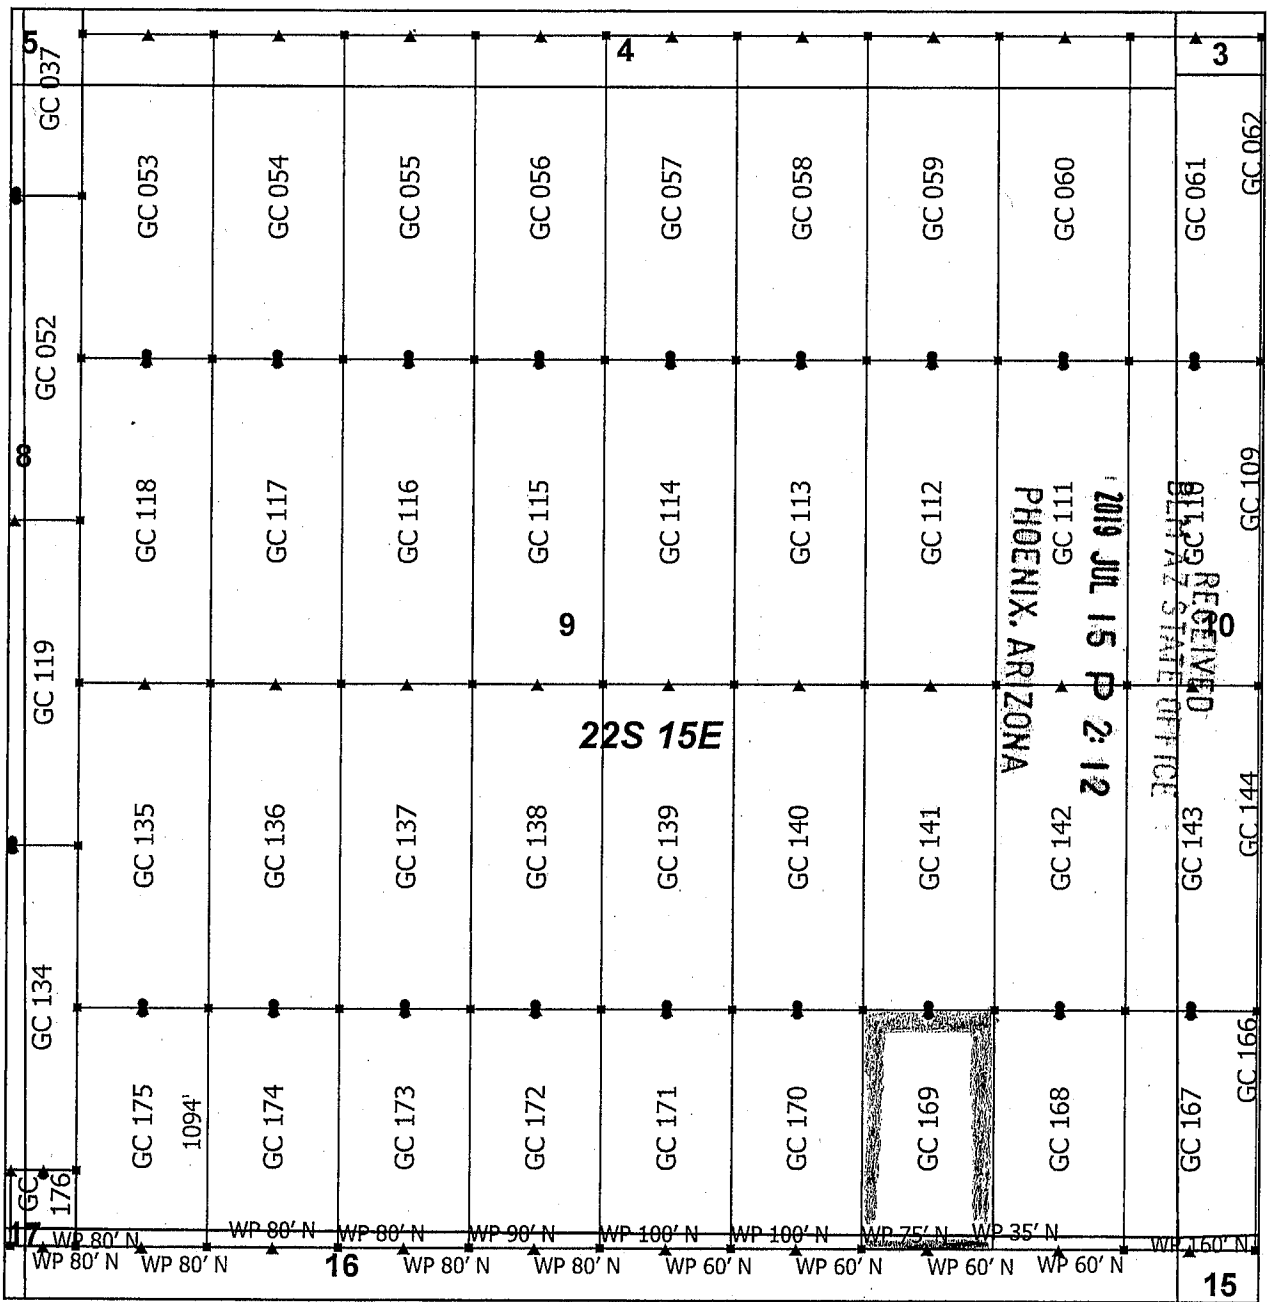 5
4
3
GC 037
GC 053
GC 054
GC 055
GC 056
GC 057
GC 058
GC 059
GC 060
GC 061
GC 062
GC 052
8
GC 118
GC 117
GC 116
GC 115
GC 114
GC 113
GC 112
GC 111
GC 110
GC 109
RECEIVED
BLM AZ STATE OFFICE
2019 JUL 15 P 2:12
PHOENIX, ARIZONA
9
10
GC 119
22S 15E
GC 135
GC 136
GC 137
GC 138
GC 139
GC 140
GC 141
GC 142
GC 143
GC 144
GC 134
GC 175
1094'
GC 174
GC 173
GC 172
GC 171
GC 170
GC 169
GC 168
GC 167
GC 166
GC
176
17
WP 80' N
WP 80' N
WP 80' N
WP 90' N
WP 100' N
WP 100' N
WP 75' N
WP 35' N
WP 160' N
WP 80' N
WP 80' N
16
WP 80' N
WP 80' N
WP 60' N
WP 60' N
WP 60' N
WP 60' N
15